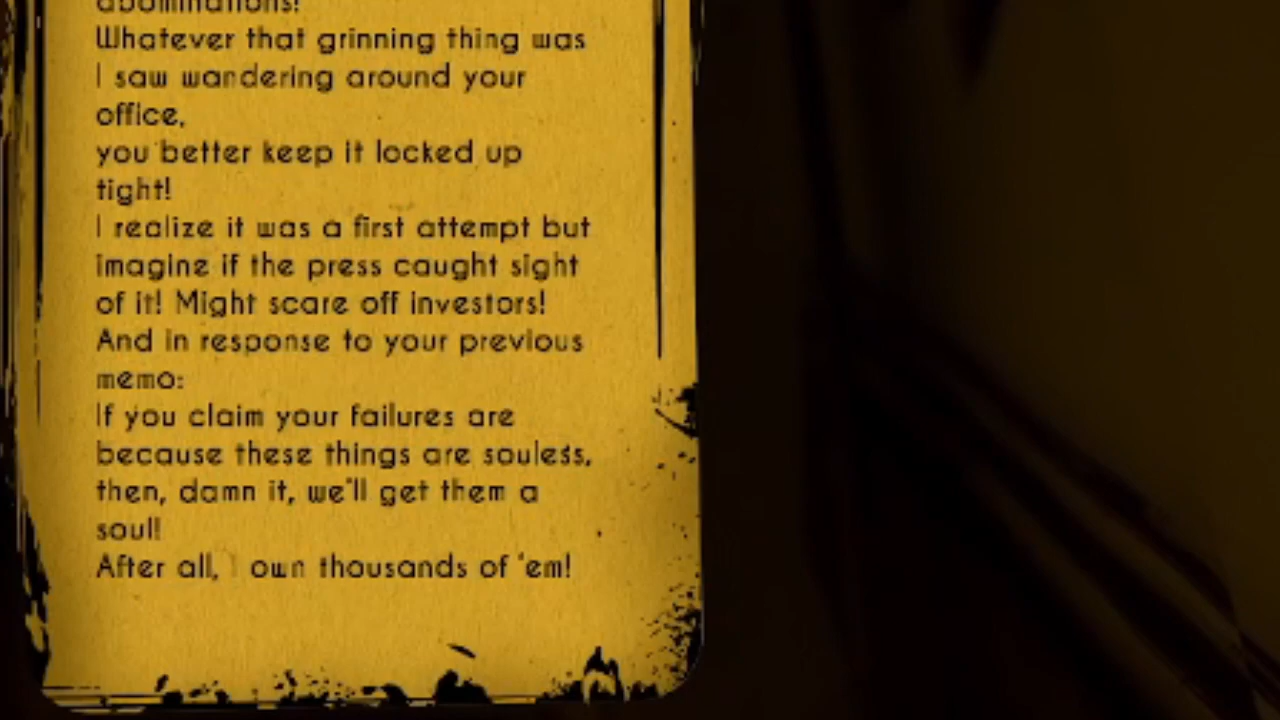 abominations!
Whatever that grinning thing was
I saw wandering around your
office,
you better keep it locked up
tight!
I realize it was a first attempt but
imagine if the press caught sight
of it! Might scare off investors!
And in response to your previous
memo:
If you claim your failures are
because these things are souless,
then, damn it, we'll get them a
soul!
After all, I own thousands of 'em!